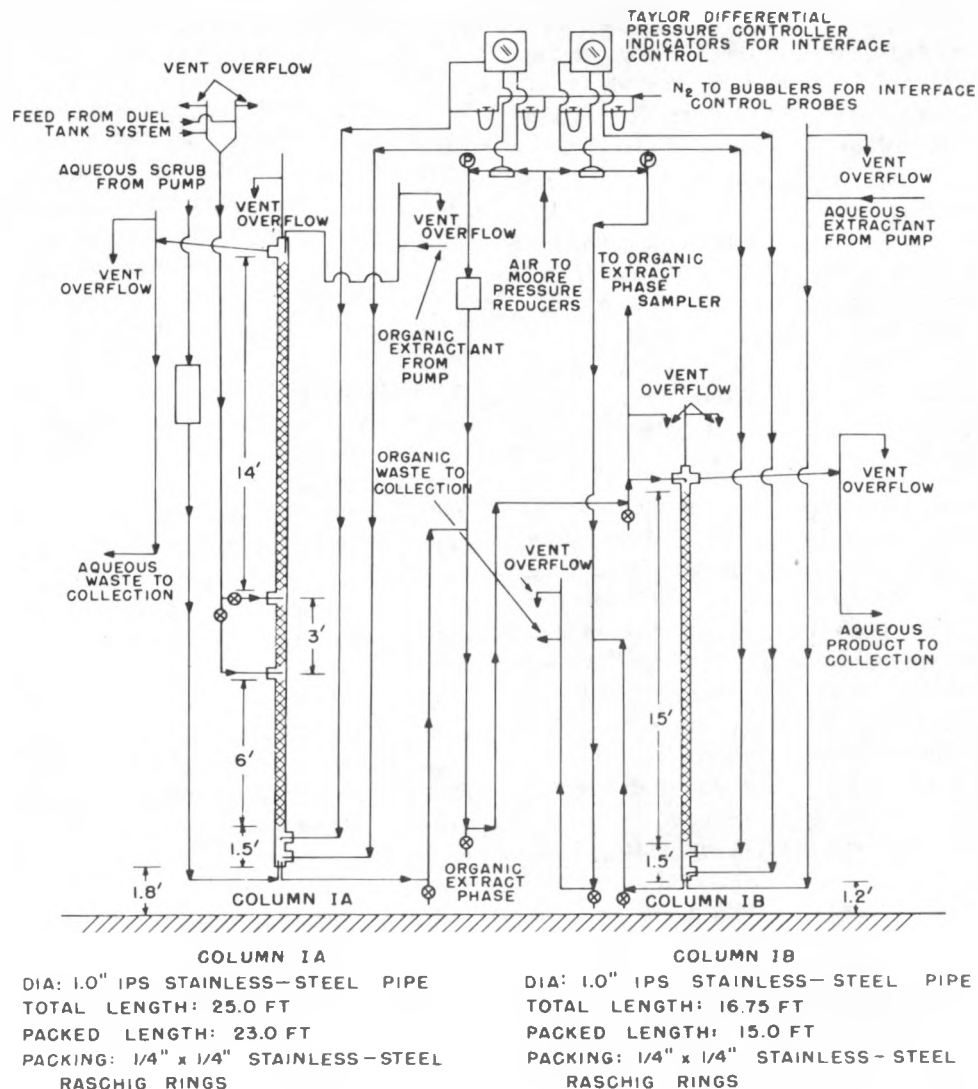 TAYLOR DIFFERENTIAL
PRESSURE CONTROLLER
INDICATORS FOR INTERFACE
CONTROL
VENT OVERFLOW
N₂ TO BUBBLERS FOR INTERFACE
CONTROL PROBES
FEED FROM DUEL
TANK SYSTEM
AQUEOUS SCRUB
FROM PUMP
VENT
OVERFLOW
VENT
OVERFLOW
VENT
OVERFLOW
AQUEOUS
EXTRACTANT
FROM PUMP
VENT
OVERFLOW
P
P
AIR TO
MOORE
PRESSURE
REDUCERS
TO ORGANIC
EXTRACT
PHASE
SAMPLER
ORGANIC
EXTRACTANT
FROM
PUMP
VENT
OVERFLOW
ORGANIC
WASTE TO
COLLECTION
14'
VENT
OVERFLOW
VENT
OVERFLOW
AQUEOUS
WASTE TO
COLLECTION
3'
AQUEOUS
PRODUCT TO
COLLECTION
15'
6'
1.5'
1.5'
1.8'
ORGANIC
EXTRACT
PHASE
COLUMN IA
COLUMN IB
1.2'
COLUMN IA
DIA: 1.0" IPS STAINLESS-STEEL PIPE
TOTAL LENGTH: 25.0 FT
PACKED LENGTH: 23.0 FT
PACKING: 1/4" x 1/4" STAINLESS-STEEL
RASCHIG RINGS
COLUMN IB
DIA: 1.0" IPS STAINLESS-STEEL PIPE
TOTAL LENGTH: 16.75 FT
PACKED LENGTH: 15.0 FT
PACKING: 1/4" x 1/4" STAINLESS-STEEL
RASCHIG RINGS